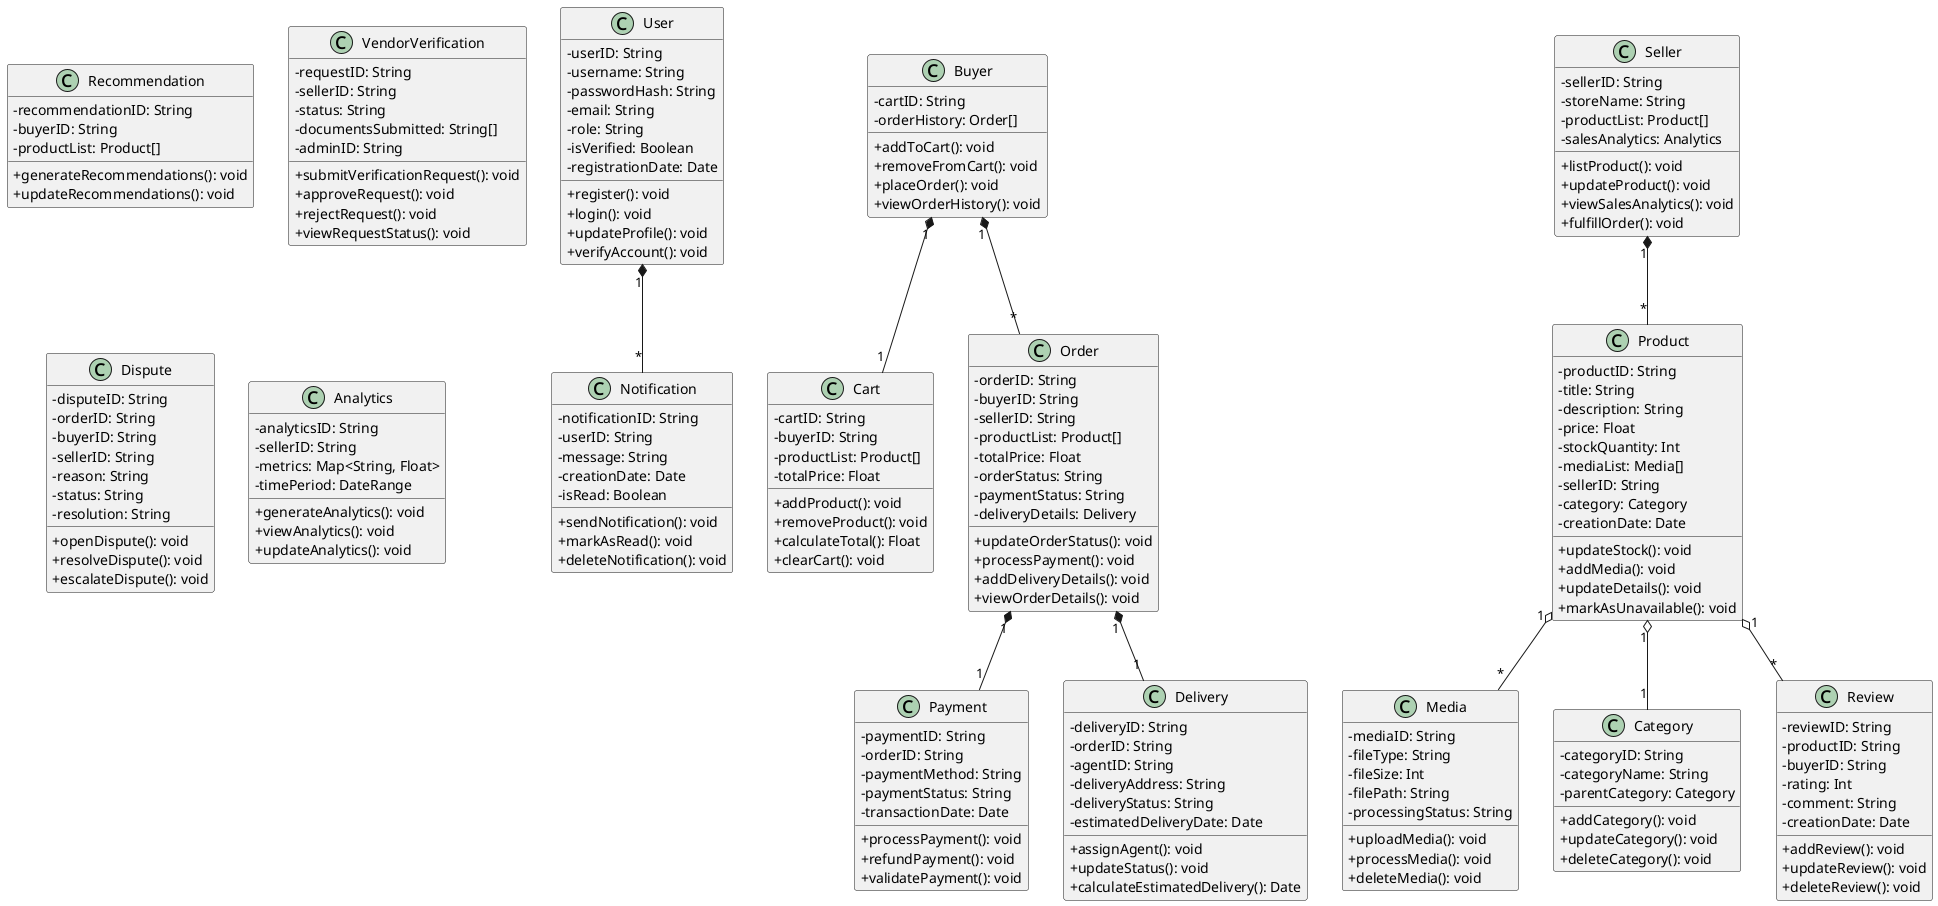 C Recommendation
-recommendationID: String
-buyerID: String
-productList: Product[]
+generateRecommendations(): void
+updateRecommendations(): void
C VendorVerification
-requestID: String
-sellerID: String
-status: String
-documentsSubmitted: String[]
-adminID: String
+submitVerificationRequest(): void
+approveRequest(): void
+rejectRequest(): void
+viewRequestStatus(): void
C User
-userID: String
-username: String
-passwordHash: String
-email: String
-role: String
-isVerified: Boolean
-registrationDate: Date
+register(): void
+login(): void
+updateProfile(): void
+verifyAccount(): void
1
*
C Buyer
-cartID: String
-orderHistory: Order[]
+addToCart(): void
+removeFromCart(): void
+placeOrder(): void
+viewOrderHistory(): void
1
1
1
*
C Seller
-sellerID: String
-storeName: String
-productList: Product[]
-salesAnalytics: Analytics
+listProduct(): void
+updateProduct(): void
+viewSalesAnalytics(): void
+fulfillOrder(): void
1
*
C Dispute
-disputeID: String
-orderID: String
-buyerID: String
-sellerID: String
-reason: String
-status: String
-resolution: String
+openDispute(): void
+resolveDispute(): void
+escalateDispute(): void
C Analytics
-analyticsID: String
-sellerID: String
-metrics: Map<String, Float>
-timePeriod: DateRange
+generateAnalytics(): void
+viewAnalytics(): void
+updateAnalytics(): void
C Notification
-notificationID: String
-userID: String
-message: String
-creationDate: Date
-isRead: Boolean
+sendNotification(): void
+markAsRead(): void
+deleteNotification(): void
C Cart
-cartID: String
-buyerID: String
-productList: Product[]
-totalPrice: Float
+addProduct(): void
+removeProduct(): void
+calculateTotal(): Float
+clearCart(): void
C Order
-orderID: String
-buyerID: String
-sellerID: String
-productList: Product[]
-totalPrice: Float
-orderStatus: String
-paymentStatus: String
-deliveryDetails: Delivery
+updateOrderStatus(): void
+processPayment(): void
+addDeliveryDetails(): void
+viewOrderDetails(): void
1
1
1
1
C Product
-productID: String
-title: String
-description: String
-price: Float
-stockQuantity: Int
-mediaList: Media[]
-sellerID: String
-category: Category
-creationDate: Date
+updateStock(): void
+addMedia(): void
+updateDetails(): void
+markAsUnavailable(): void
1
*
1
1
1
*
C Payment
-paymentID: String
-orderID: String
-paymentMethod: String
-paymentStatus: String
-transactionDate: Date
+processPayment(): void
+refundPayment(): void
+validatePayment(): void
C Delivery
-deliveryID: String
-orderID: String
-agentID: String
-deliveryAddress: String
-deliveryStatus: String
-estimatedDeliveryDate: Date
+assignAgent(): void
+updateStatus(): void
+calculateEstimatedDelivery(): Date
C Media
-mediaID: String
-fileType: String
-fileSize: Int
-filePath: String
-processingStatus: String
+uploadMedia(): void
+processMedia(): void
+deleteMedia(): void
C Category
-categoryID: String
-categoryName: String
-parentCategory: Category
+addCategory(): void
+updateCategory(): void
+deleteCategory(): void
C Review
-reviewID: String
-productID: String
-buyerID: String
-rating: Int
-comment: String
-creationDate: Date
+addReview(): void
+updateReview(): void
+deleteReview(): void